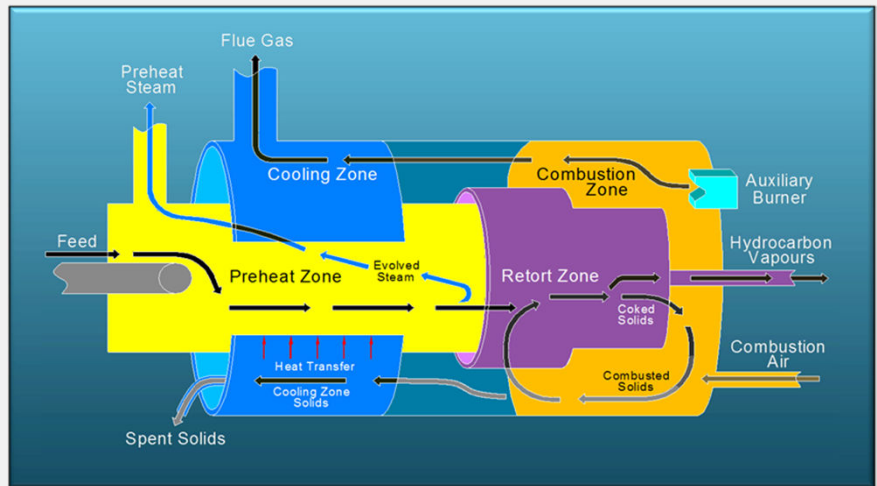 Flue Gas
Preheat
Steam
Cooling Zone
Combustion
Zone
Auxiliary
Burner
Feed
Preheat Zone
Evolved
Steam
Retort Zone
Hydrocarbon
Vapours
Coked
Solids
Heat Transfer
Cooling Zone
Solids
Combusted
Solids
Combustion
Air
Spent Solids